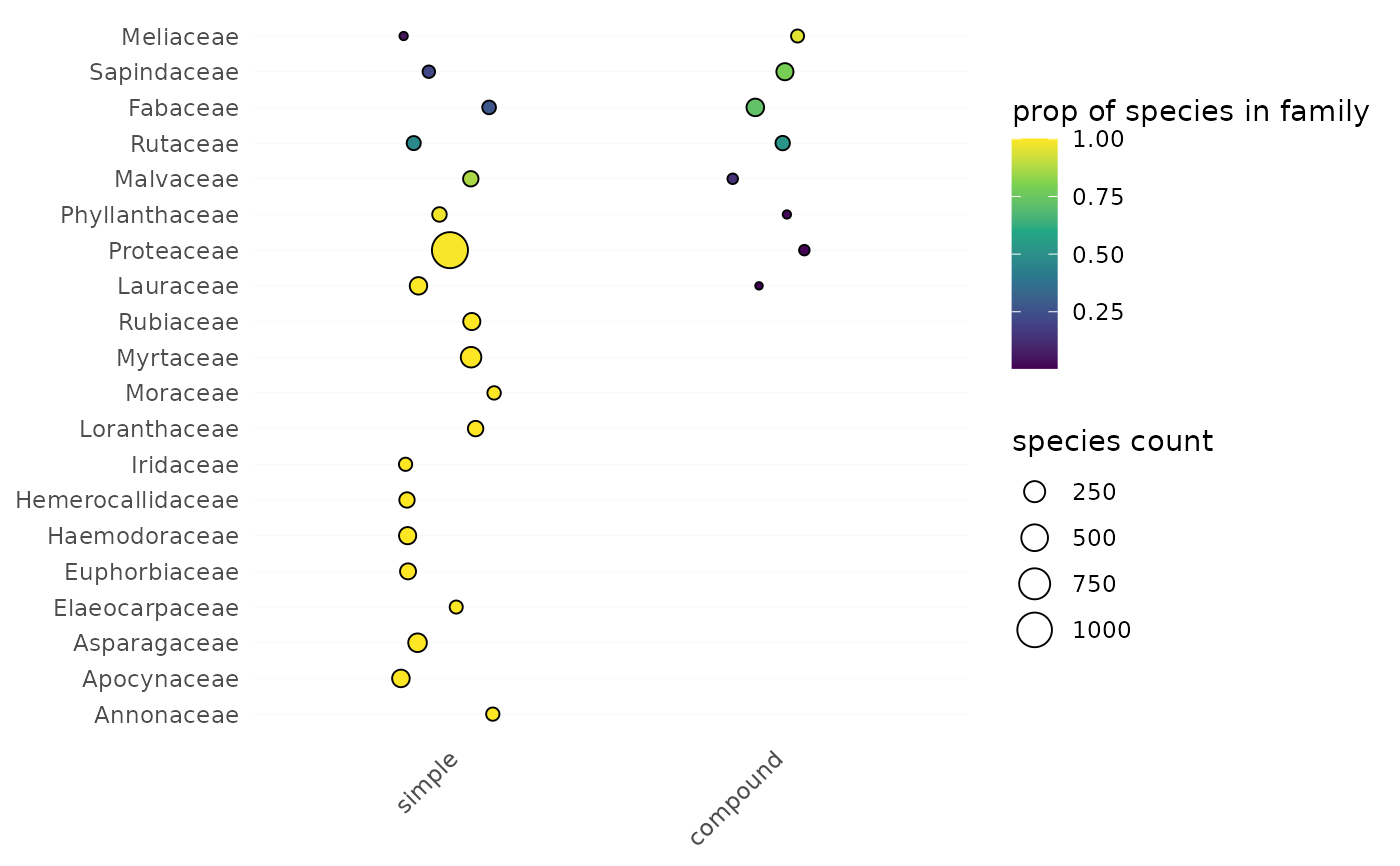 Meliaceae
Sapindaceae
Fabaceae
Rutaceae
Malvaceae
Phyllanthaceae
Proteaceae
Lauraceae
Rubiaceae
Myrtaceae
Moraceae
Loranthaceae
Iridaceae
Hemerocallidaceae
Haemodoraceae
Euphorbiaceae
Elaeocarpaceae
Asparagaceae
Apocynaceae
Annonaceae
simple
compound
prop of species in family
1.00
0.75
0.50
0.25
species count
250
500
750
1000